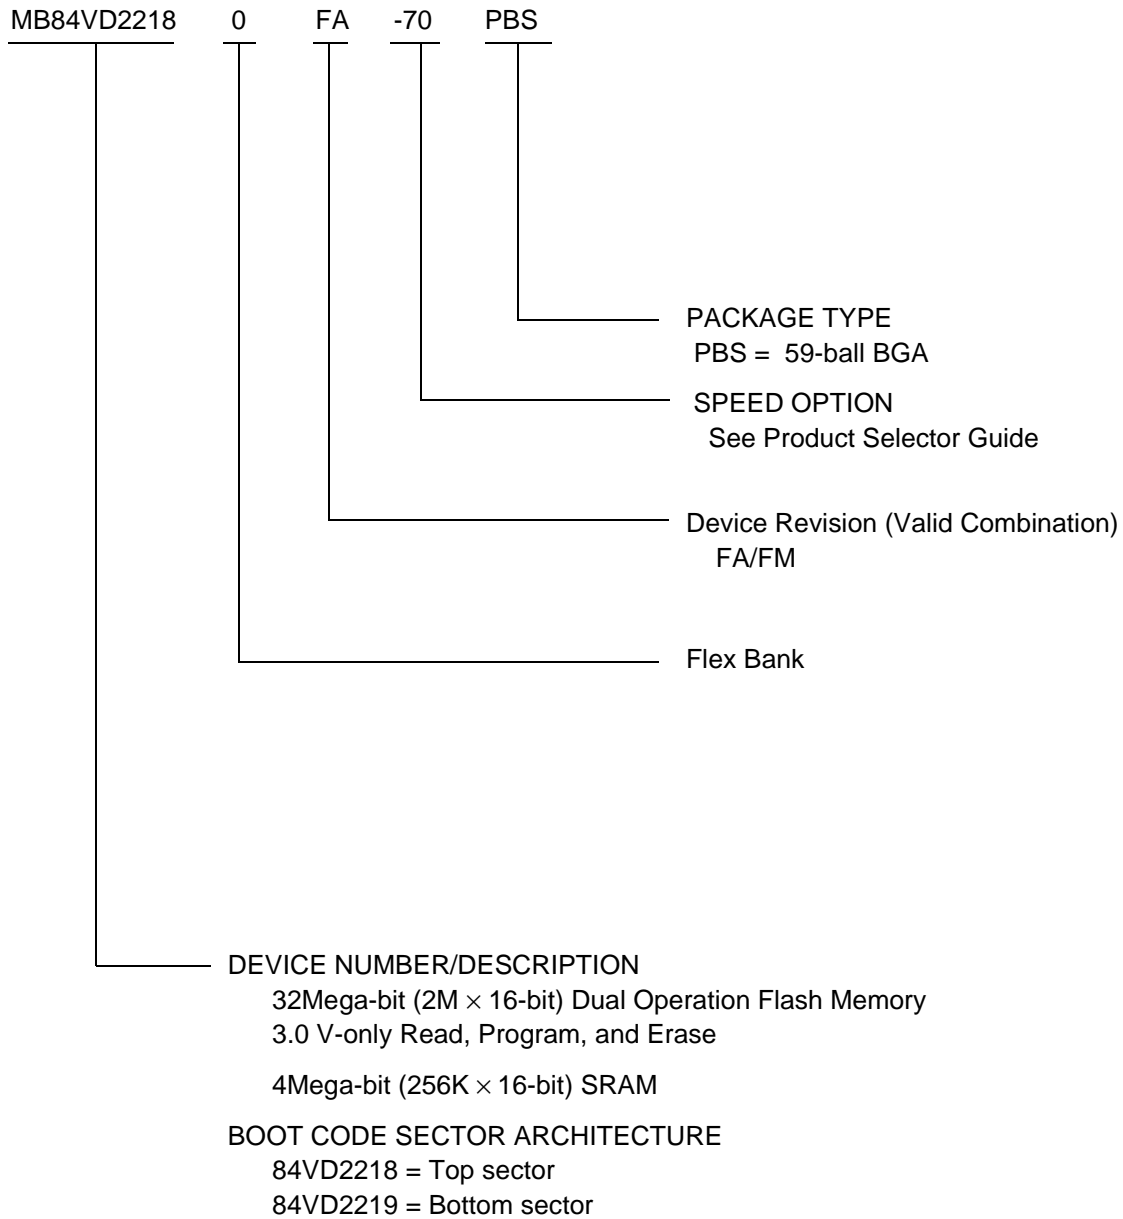 MB84VD2218 0 FA -70 PBS
PACKAGE TYPE
PBS = 59-ball BGA
SPEED OPTION
See Product Selector Guide
Device Revision (Valid Combination)
FA/FM
Flex Bank
DEVICE NUMBER/DESCRIPTION
32Mega-bit (2M × 16-bit) Dual Operation Flash Memory
3.0 V-only Read, Program, and Erase
4Mega-bit (256K × 16-bit) SRAM
BOOT CODE SECTOR ARCHITECTURE
84VD2218 = Top sector
84VD2219 = Bottom sector